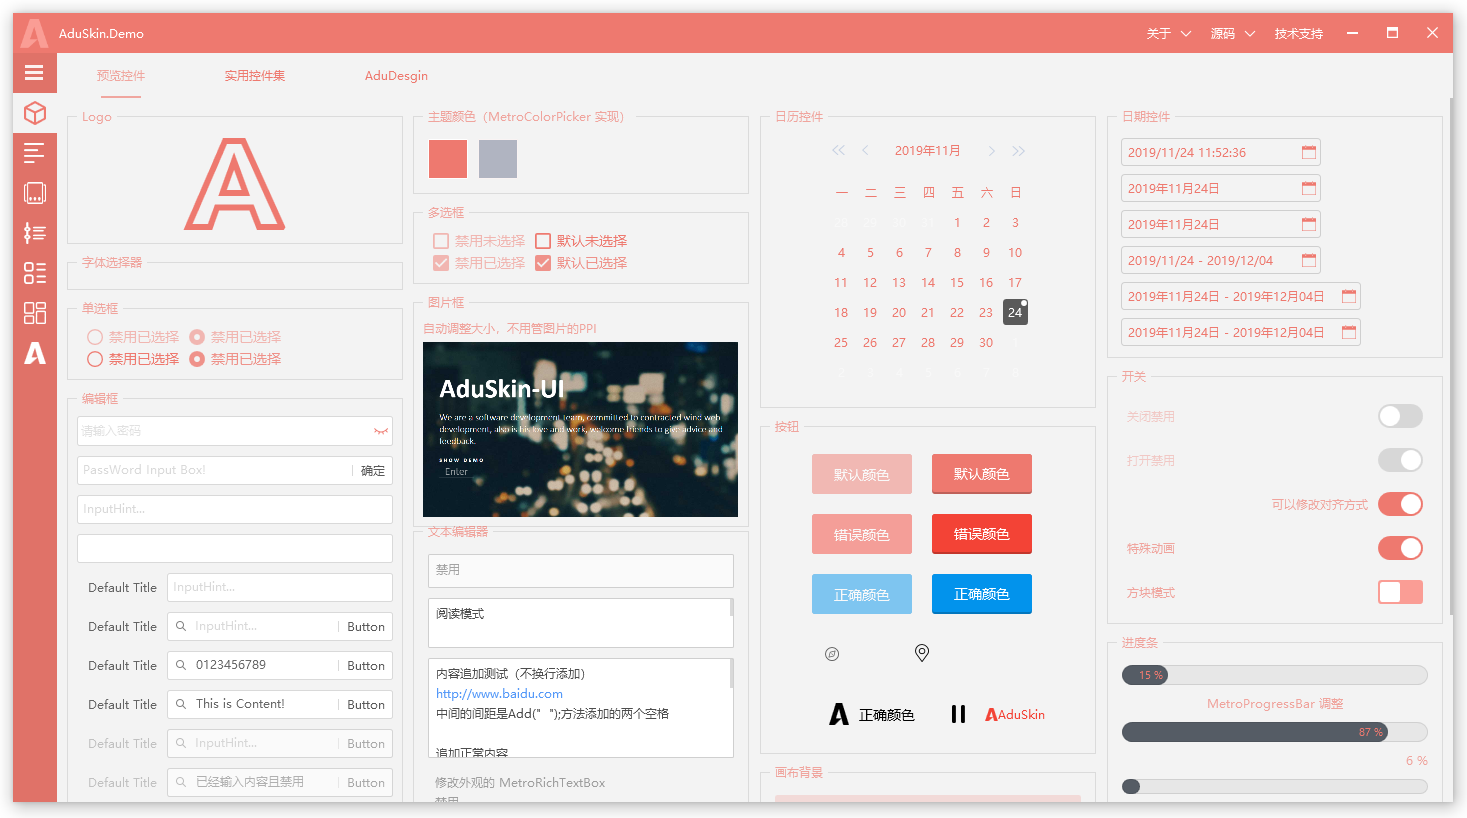 AduSkin.Demo
关于
源码
技术支持
预览控件
实用控件集
AduDesgin
Logo
字体选择器
单选框
禁用已选择
禁用已选择
禁用已选择
禁用已选择
编辑框
请输入密码
PassWord Input Box!
确定
InputHint...
Default Title
InputHint...
Default Title
InputHint...
Button
Default Title
0123456789
Button
Default Title
This is Content!
Button
Default Title
InputHint...
Button
Default Title
已经输入内容且禁用
Button
主题颜色（MetroColorPicker 实现）
多选框
禁用未选择
默认未选择
禁用已选择
默认已选择
图片框
自动调整大小，不用管图片的PPI
AduSkin-UI
We are a software development team, committed to contracted wind web
development, also is his love and work, welcome friends to give advice and
feedback.
SHOW DEMO
Enter
文本编辑器
禁用
阅读模式
内容追加测试（不换行添加）
http://www.baidu.com
中间的间距是Add("  ");方法添加的两个空格
追加正常内容
修改外观的 MetroRichTextBox
禁用
日历控件
2019年11月
一 二 三 四 五 六 日
28 29 30 31 1 2 3
4 5 6 7 8 9 10
11 12 13 14 15 16 17
18 19 20 21 22 23 24
25 26 27 28 29 30 1
2 3 4 5 6 7 8
按钮
默认颜色
默认颜色
错误颜色
错误颜色
正确颜色
正确颜色
正确颜色
AduSkin
画布背景
日期控件
2019/11/24 11:52:36
2019年11月24日
2019年11月24日
2019/11/24 - 2019/12/04
2019年11月24日 - 2019年12月04日
2019年11月24日 - 2019年12月04日
开关
关闭禁用
打开禁用
可以修改对齐方式
特殊动画
方块模式
进度条
15 %
MetroProgressBar 调整
87 %
6 %